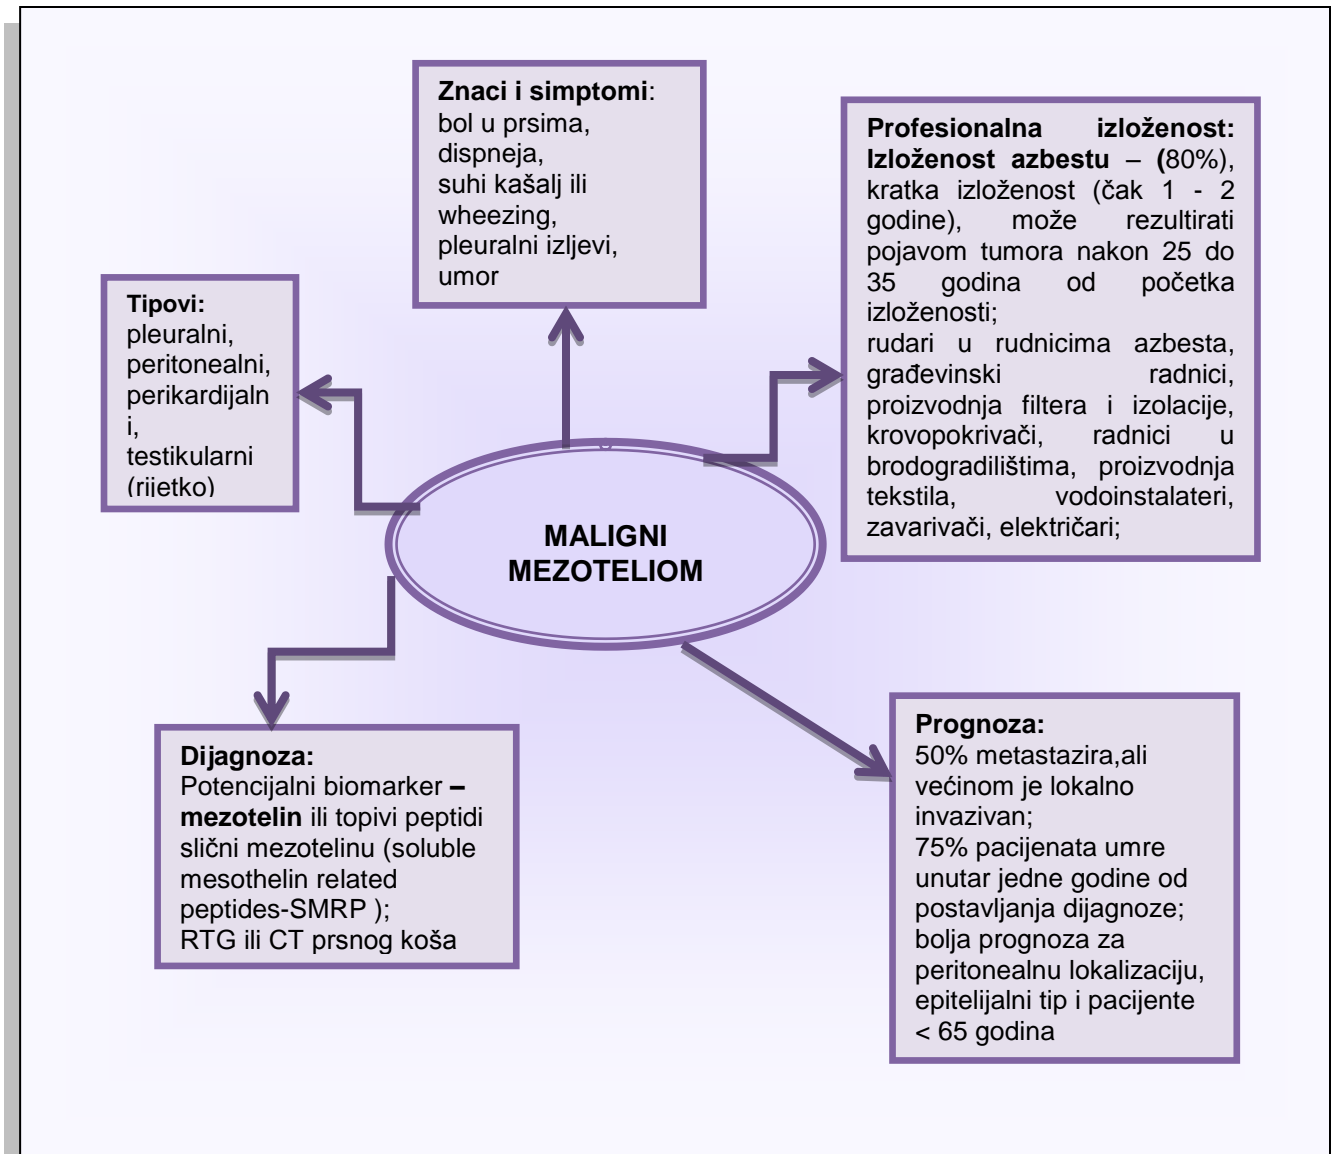 Znaci i simptomi:
bol u prsima,
dispneja,
suhi kašalj ili
wheezing,
pleuralni izljevi,
umor
Profesionalna izloženost:
Izloženost azbestu – (80%),
kratka izloženost (čak 1 - 2
godine), može rezultirati
pojavom tumora nakon 25 do
35 godina od početka
izloženosti;
rudari u rudnicima azbesta,
građevinski radnici,
proizvodnja filtera i izolacije,
krovopokrivači, radnici u
brodogradilištima, proizvodnja
tekstila, vodoinstalateri,
zavarivači, električari;
Tipovi:
pleuralni,
peritonealni,
perikardijaln
i,
testikularni
(rijetko)
MALIGNI
MEZOTELIOM
Dijagnoza:
Potencijalni biomarker –
mezotelin ili topivi peptidi
slični mezotelinu (soluble
mesothelin related
peptides-SMRP );
RTG ili CT prsnog koša
Prognoza:
50% metastazira,ali
većinom je lokalno
invazivan;
75% pacijenata umre
unutar jedne godine od
postavljanja dijagnoze;
bolja prognoza za
peritonealnu lokalizaciju,
epitelijalni tip i pacijente
< 65 godina